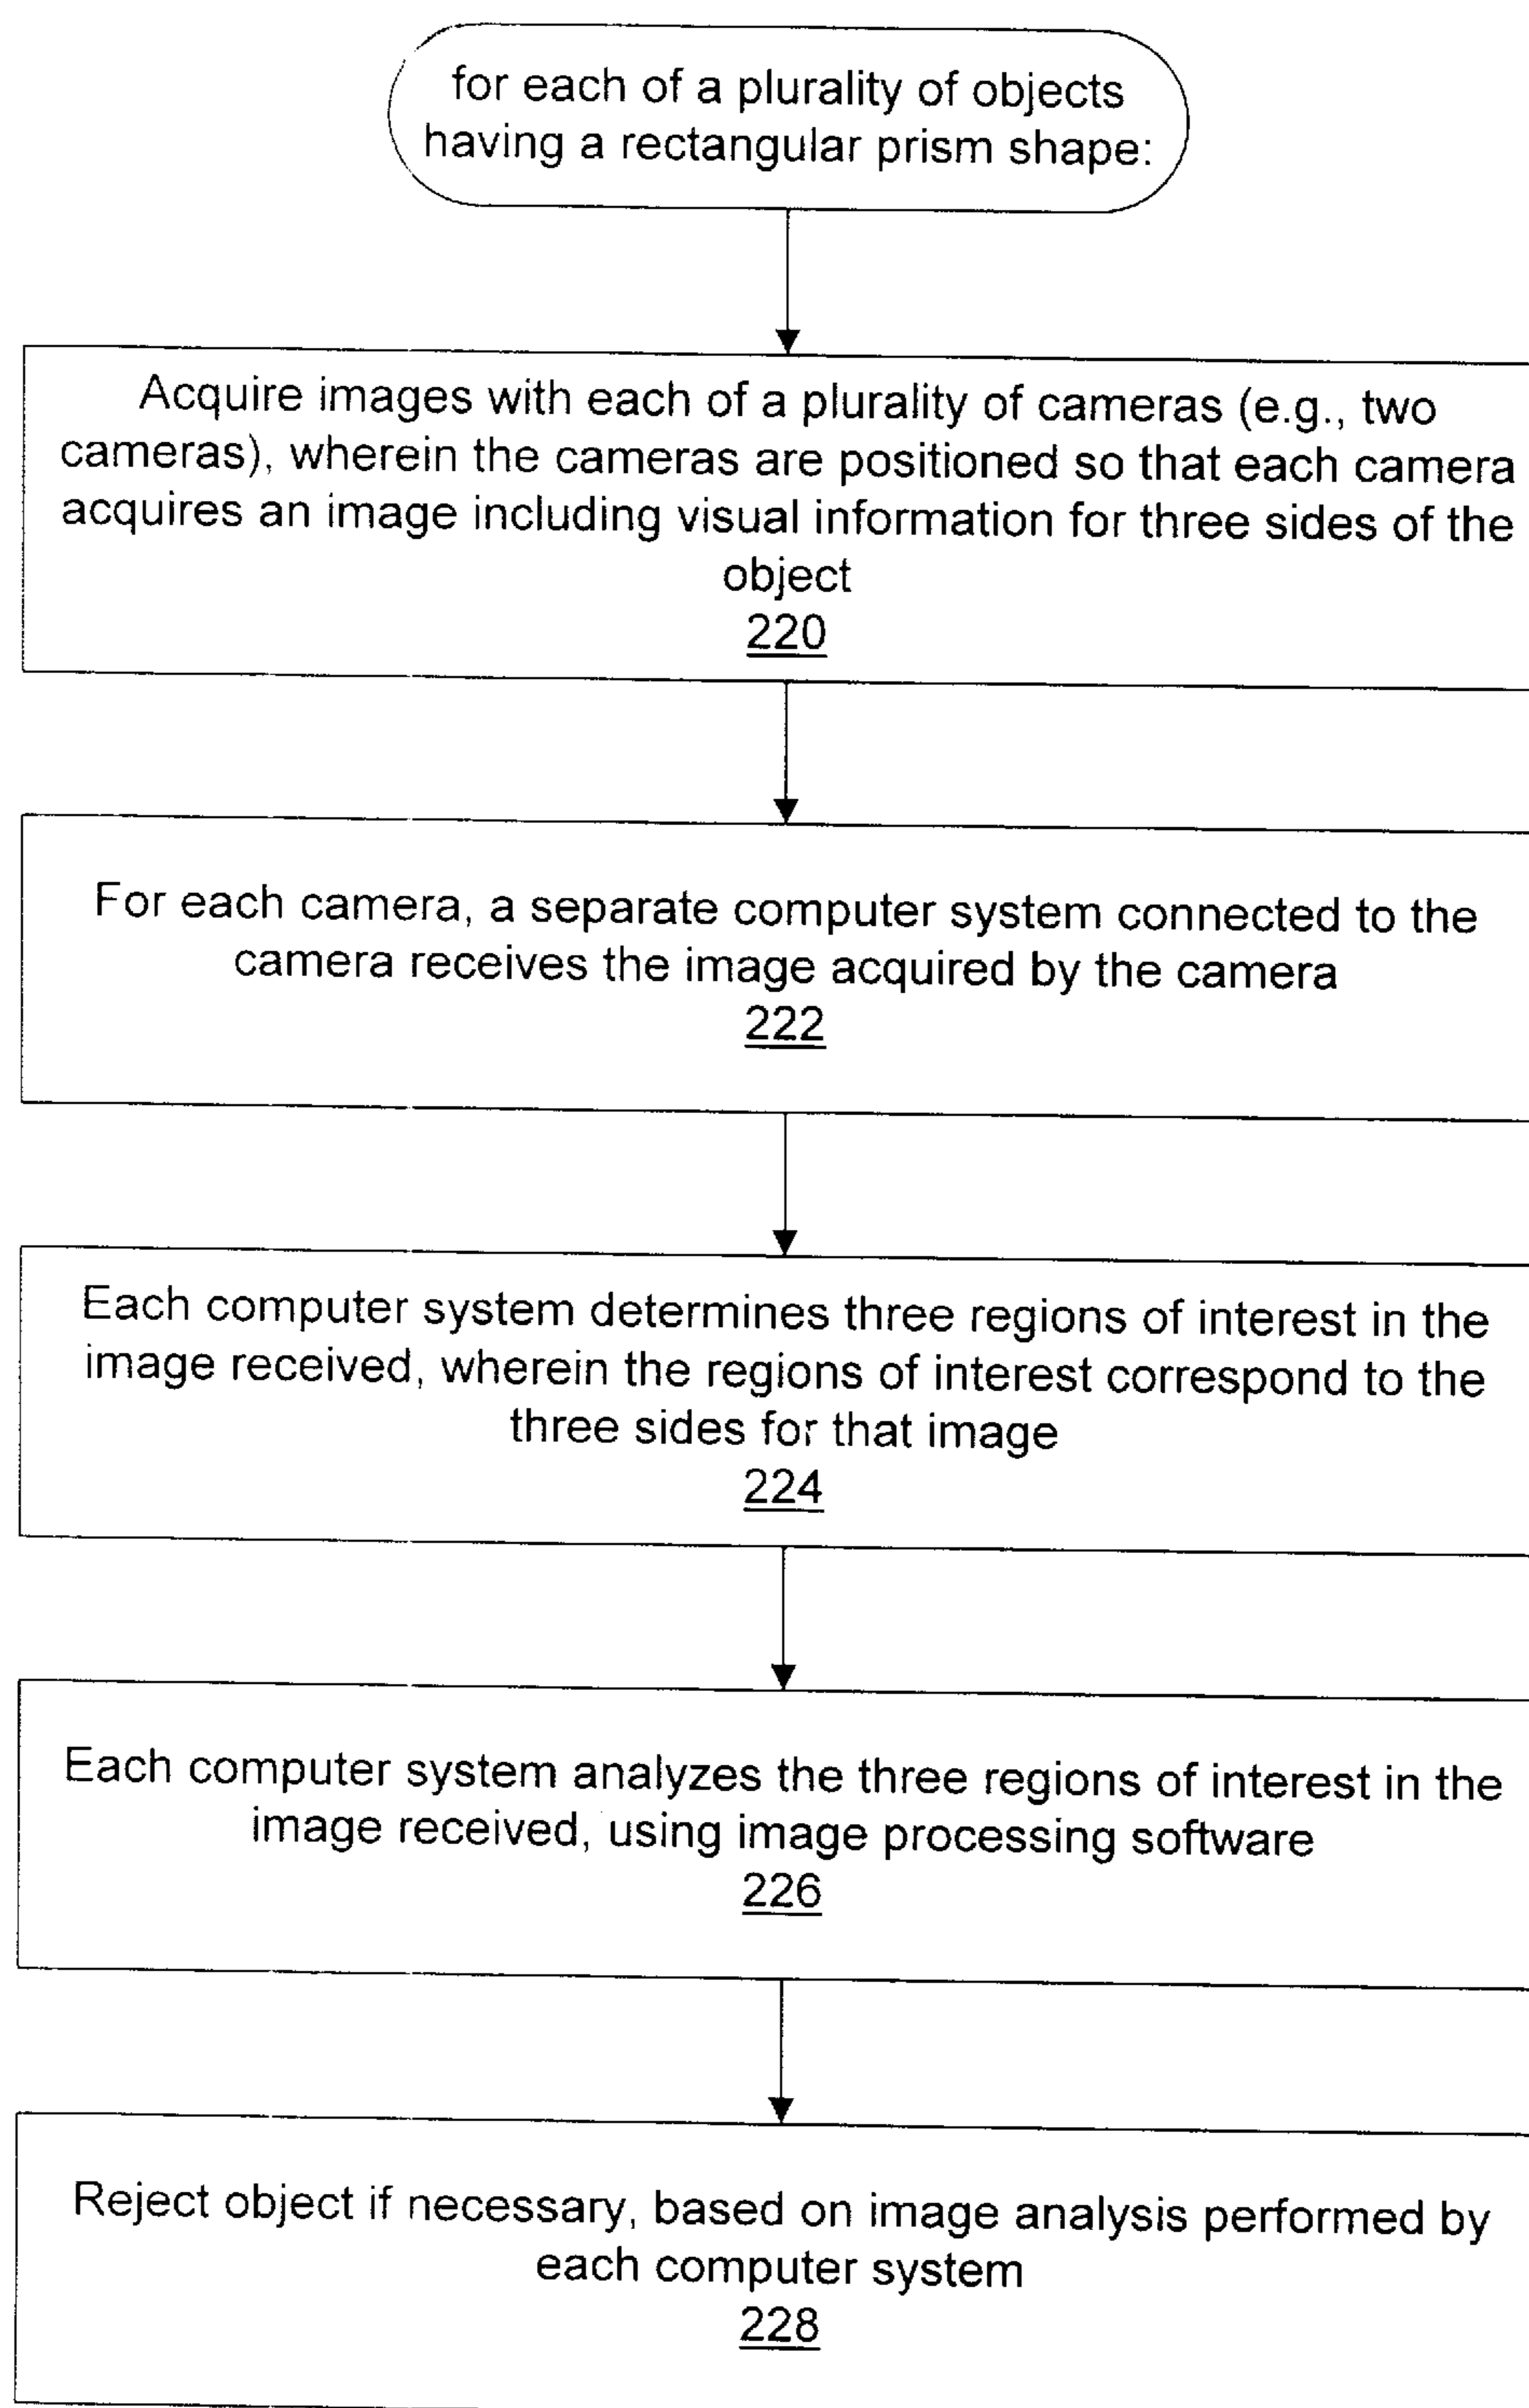 for each of a plurality of objects
having a rectangular prism shape:
Acquire images with each of a plurality of cameras (e.g., two
cameras), wherein the cameras are positioned so that each camera
acquires an image including visual information for three sides of the
object
220
For each camera, a separate computer system connected to the
camera receives the image acquired by the camera
222
Each computer system determines three regions of interest in the
image received, wherein the regions of interest correspond to the
three sides for that image
224
Each computer system analyzes the three regions of interest in the
image received, using image processing software
226
Reject object if necessary, based on image analysis performed by
each computer system
228